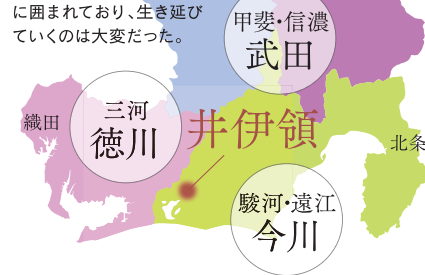 に囲まれており、生き延び
ていくのは大変だった。
甲斐・信濃
武田
三河
徳川
織田
井伊領
北条
駿河・遠江
今川